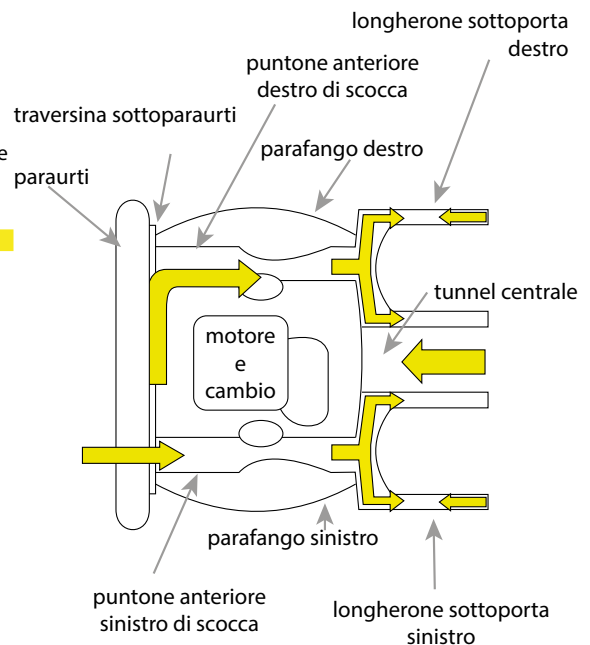 longherone sottoporta
destro
puntone anteriore
destro di scocca
traversina sottoparaurti
parafango destro
e
paraurti
tunnel centrale
motore
e
cambio
parafango sinistro
puntone anteriore
sinistro di scocca
longherone sottoporta
sinistro